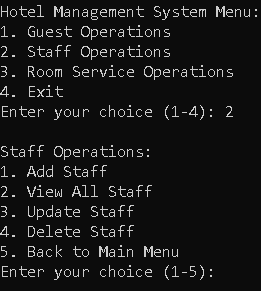 Hotel Management System Menu:
1. Guest Operations
2. Staff Operations
3. Room Service Operations
4. Exit
Enter your choice (1-4): 2

Staff Operations:
1. Add Staff
2. View All Staff
3. Update Staff
4. Delete Staff
5. Back to Main Menu
Enter your choice (1-5):